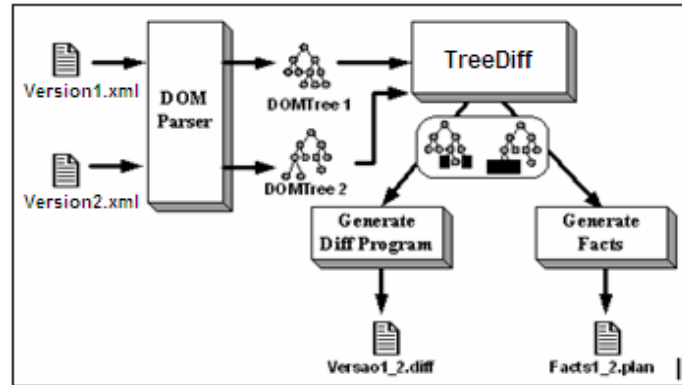 Version1.xml
DOM
Parser
DOMTree 1
TreeDiff
Version2.xml
DOMTree 2
Generate
Diff Program
Generate
Facts
Versao1_2.diff
Facts1_2.plan